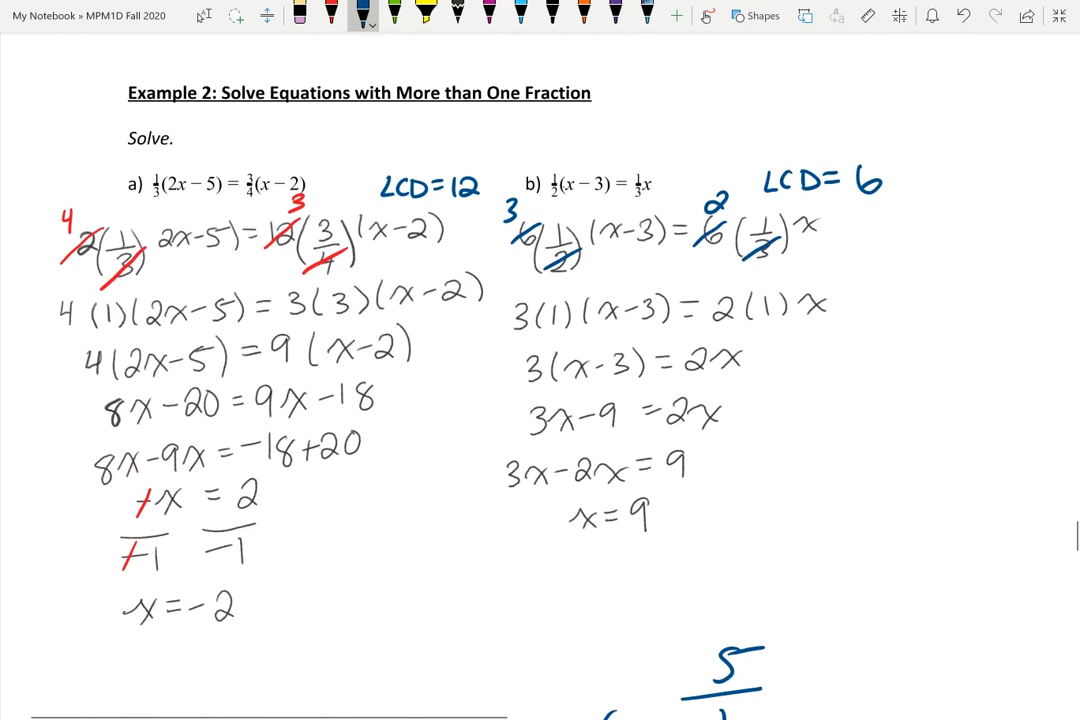 My Notebook » MPM1D Fall 2020
Shapes
Example 2: Solve Equations with More than One Fraction
Solve.
a) 1/3(2x – 5) = 3/4(x – 2)
LCD=12
4 3
2(1/3) 2x-5)=12(3/4)(x-2)
4(1)(2x-5)=3(3)(x-2)
4(2x-5)=9(x-2)
8x-20=9x-18
8x-9x=-18+20
-x=2
-1 -1
x=-2
b) 1/2(x – 3) = 1/3x
LCD=6
3 2
6(1/2)(x-3)=6(1/3)x
3(1)(x-3)=2(1)x
3(x-3)=2x
3x-9=2x
3x-2x=9
x=9
5